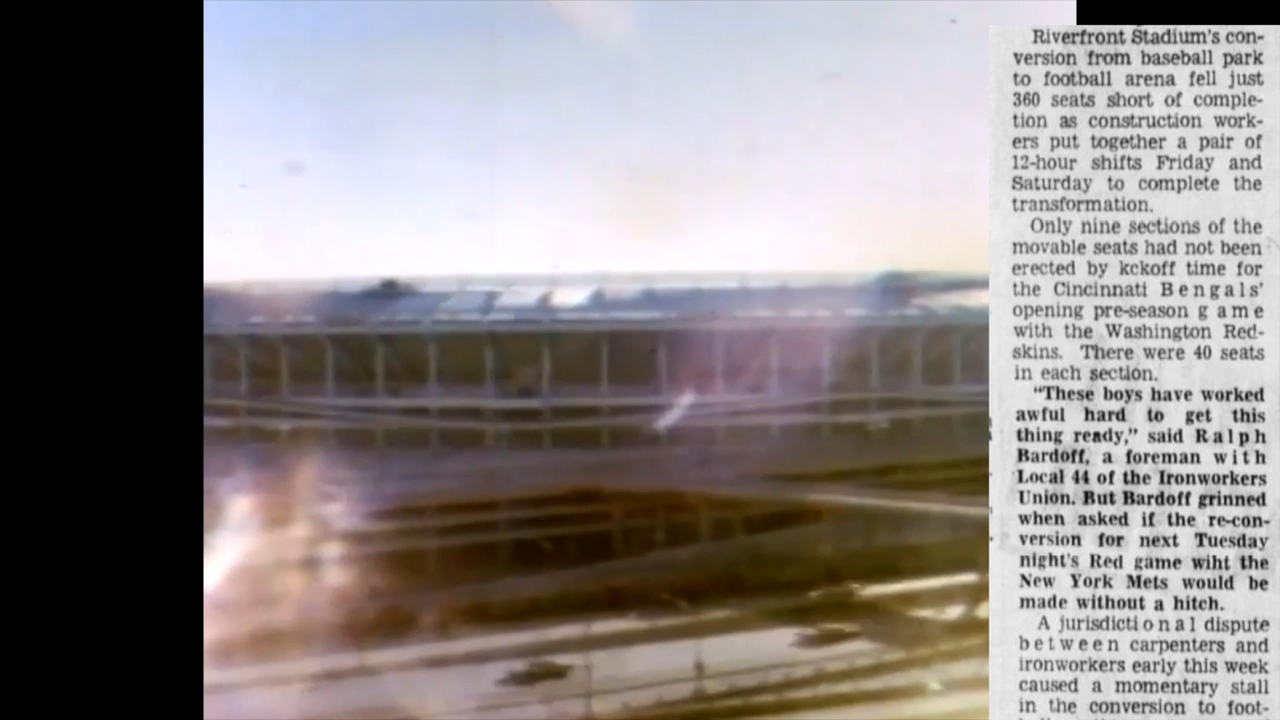 Riverfront Stadium's con-
version from baseball park
to football arena fell just
360 seats short of comple-
tion as construction work-
ers put together a pair of
12-hour shifts Friday and
Saturday to complete the
transformation.
Only nine sections of the
movable seats had not been
erected by kckoff time for
the Cincinnati Bengals'
opening pre-season game
with the Washington Red-
skins. There were 40 seats
in each section.
"These boys have worked
awful hard to get this
thing ready," said Ralph
Bardoff, a foreman with
Local 44 of the Ironworkers
Union. But Bardoff grinned
when asked if the re-con-
version for next Tuesday
night's Red game wiht the
New York Mets would be
made without a hitch.
A jurisdictional dispute
between carpenters and
ironworkers early this week
caused a momentary stall
in the conversion to foot-